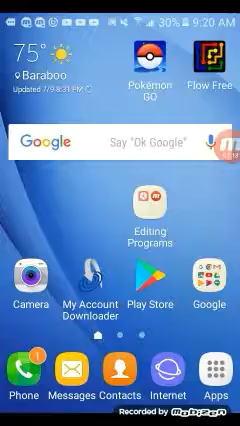 30% 9:20 AM
75°
Baraboo
Updated 7/9 8:31 PM
Pokémon
GO
Flow Free
Google
Say "Ok Google"
Editing
Programs
Camera
My Account
Downloader
Play Store
Google
1
Phone
Messages
Contacts
Internet
Apps
Recorded by Mobizen